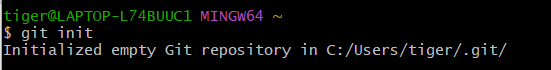 tiger@LAPTOP-L74BUUC1 MINGW64 ~
$ git init
Initialized empty Git repository in C:/Users/tiger/.git/